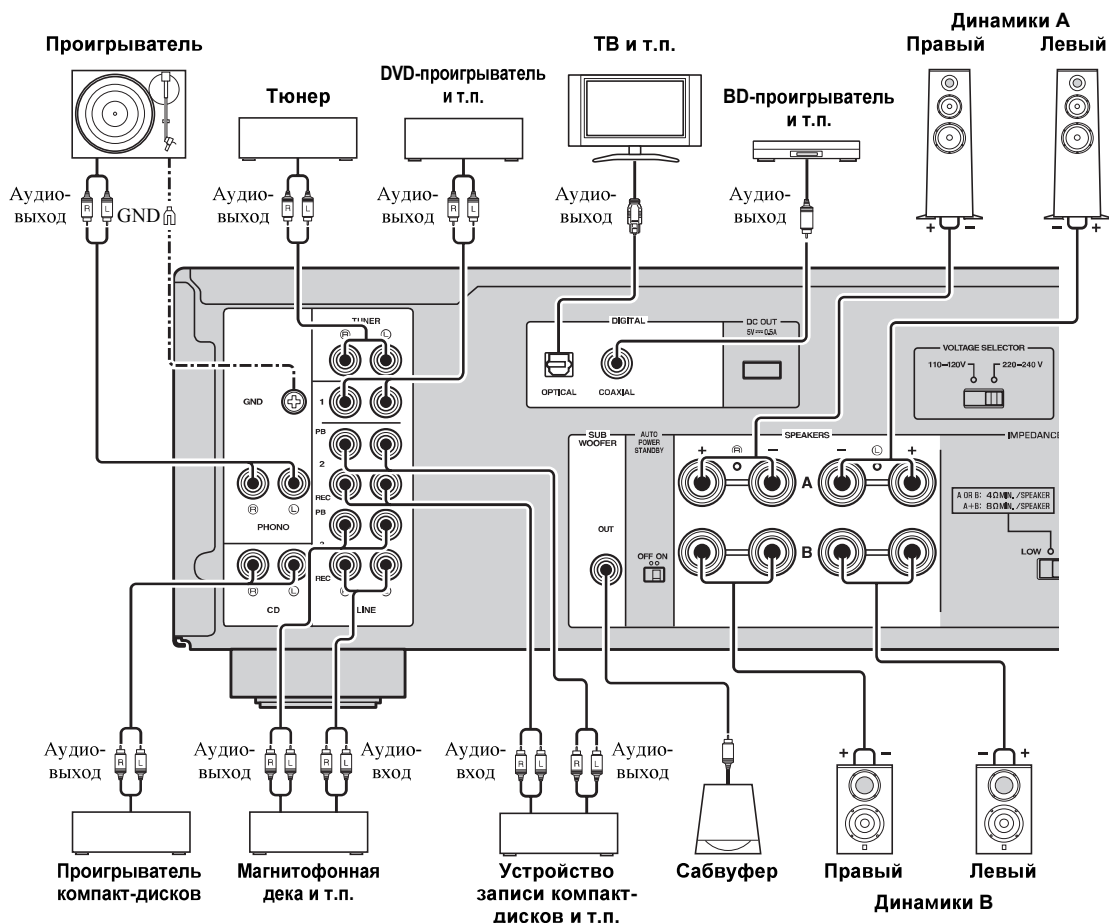 Динамики А
Проигрыватель
ТВ и т.п.
Правый
Левый
DVD-проигрыватель
и т.п.
Тюнер
BD-проигрыватель
и т.п.
Аудио-
выход
R
L
GND
Аудио-
выход
R
L
Аудио-
выход
R
L
Аудио-
выход
Аудио-
выход
+ −
− +
TUNER
R
L
DIGITAL
DC OUT
5V 0.5A
OPTICAL
COAXIAL
VOLTAGE SELECTOR
110–120V
220–240 V
GND
1
PB
2
REC
PB
REC
R
L
PHONO
R
L
CD
LINE
SUB
WOOFER
OUT
AUTO
POWER
STANDBY
OFF ON
SPEAKERS
+ R −
− L +
A
B
IMPEDANCE
A OR B: 4ΩMIN. /SPEAKER
A+B: 8ΩMIN. /SPEAKER
LOW
Аудио-
выход
R
L
Аудио-
выход
R
L
R
L
Аудио-
вход
Аудио-
вход
R
L
R
L
Аудио-
выход
+ −
− +
Проигрыватель
компакт-дисков
Магнитофонная
дека и т.п.
Устройство
записи компакт-
дисков и т.п.
Сабвуфер
Правый
Левый
Динамики В